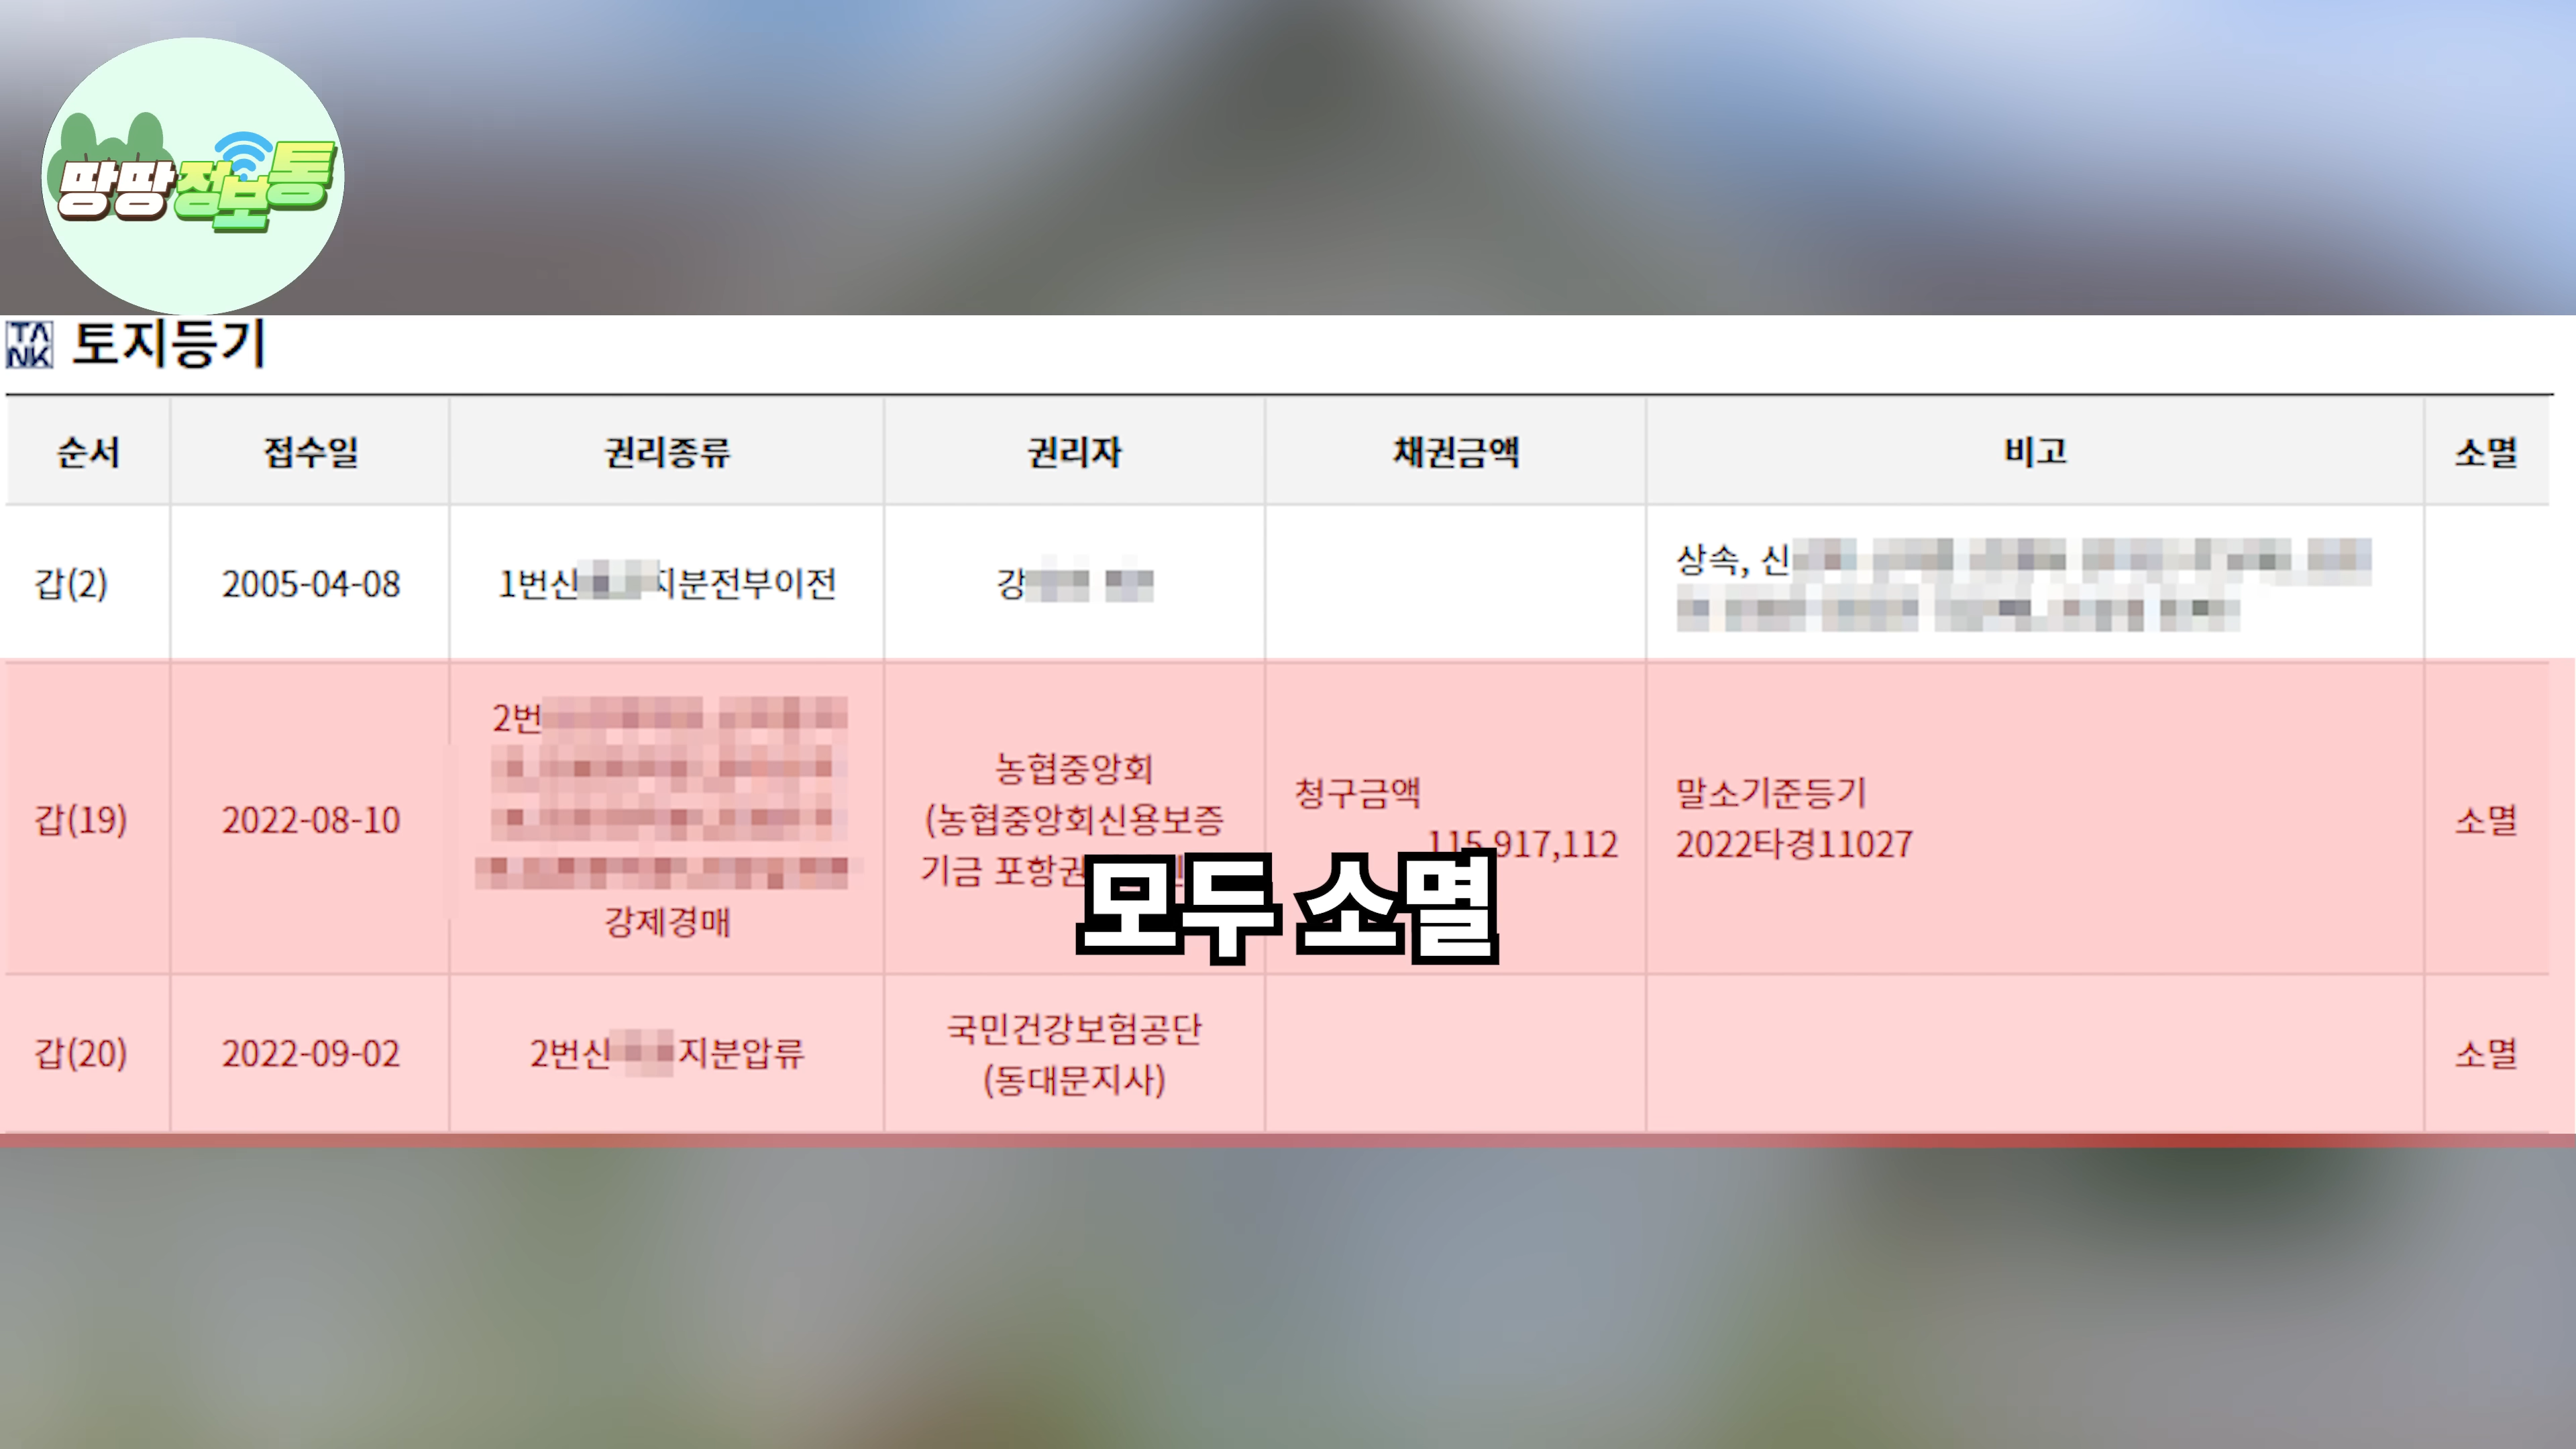 땅땅정보통
TANK 토지등기
순서 접수일 권리종류 권리자 채권금액 비고 소멸
갑(2) 2005-04-08 1번신 지분전부이전 강 상속, 신
갑(19) 2022-08-10 2번
강제경매
농협중앙회
(농협중앙회신용보증
기금 포항권
청구금액
115,917,112
말소기준등기
2022타경11027
소멸
모두 소멸
갑(20) 2022-09-02 2번신 지분압류
국민건강보험공단
(동대문지사)
소멸